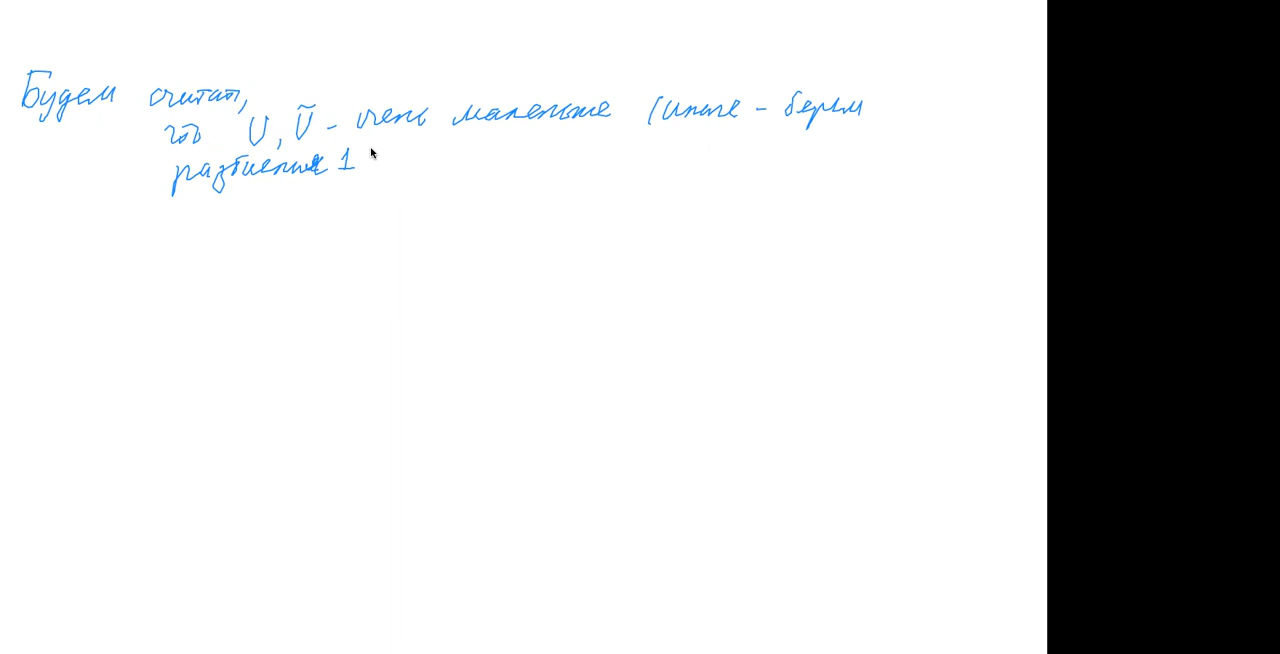 Будем считать,
что U, Ũ - очень маленькие (иначе - берем
разбиение 1